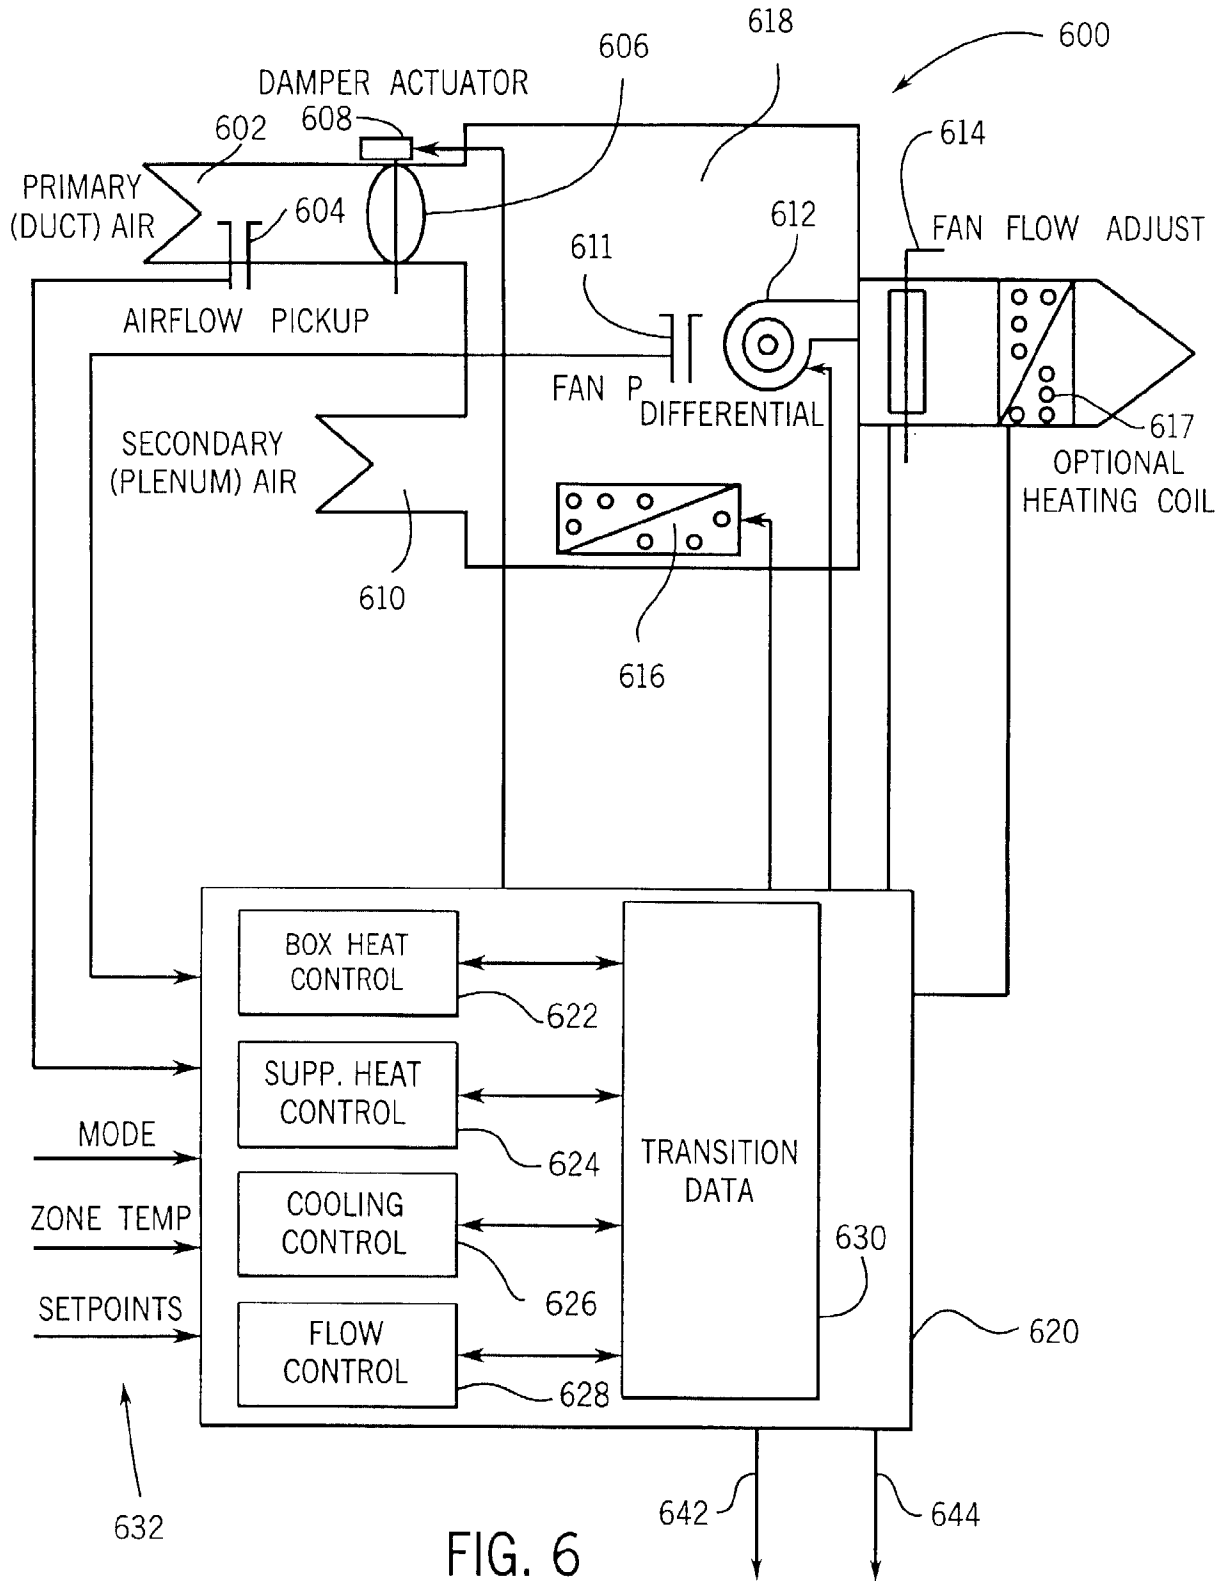 618
606
600
DAMPER ACTUATOR
608
602
614
PRIMARY
(DUCT) AIR
604
612
FAN FLOW ADJUST
611
AIRFLOW PICKUP
FAN P
DIFFERENTIAL
617
SECONDARY
(PLENUM) AIR
OPTIONAL
HEATING COIL
610
616
BOX HEAT
CONTROL
622
SUPP. HEAT
CONTROL
624
MODE
TRANSITION
DATA
COOLING
CONTROL
ZONE TEMP
630
626
SETPOINTS
FLOW
CONTROL
620
628
632
642
644
FIG. 6